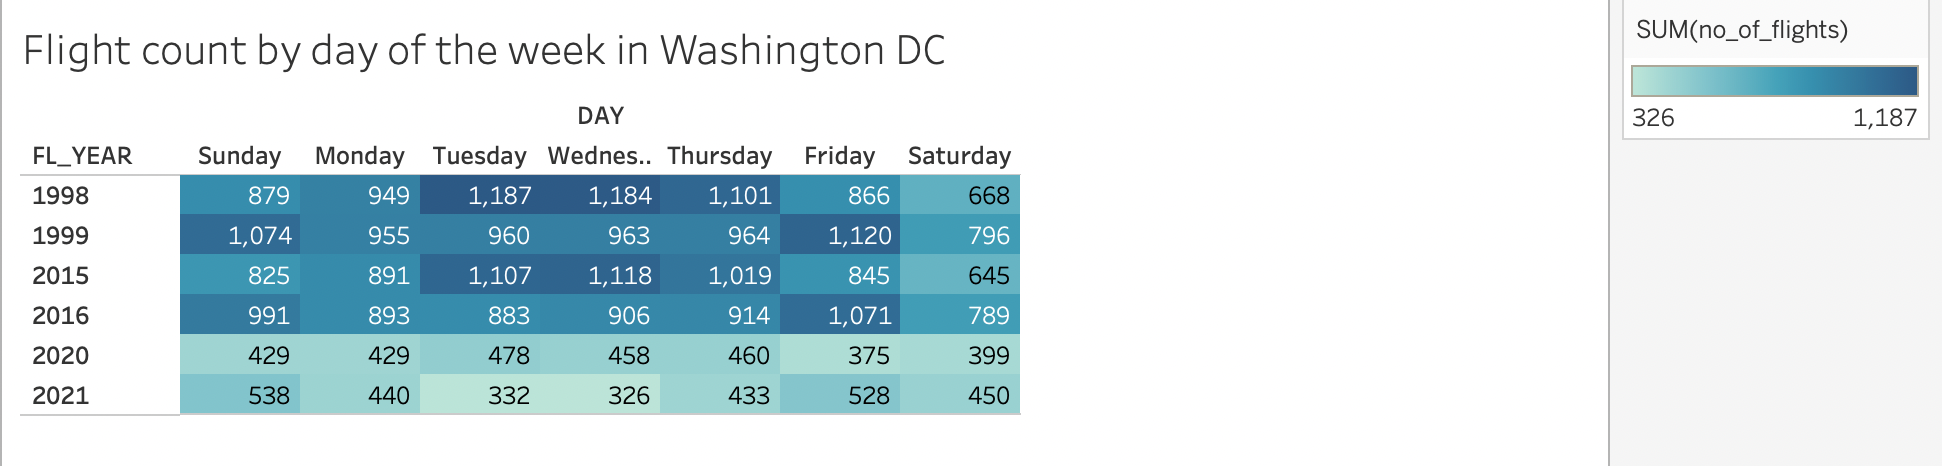 Flight count by day of the week in Washington DC
DAY
FL_YEAR Sunday Monday Tuesday Wednes.. Thursday Friday Saturday
1998 879 949 1,187 1,184 1,101 866 668
1999 1,074 955 960 963 964 1,120 796
2015 825 891 1,107 1,118 1,019 845 645
2016 991 893 883 906 914 1,071 789
2020 429 429 478 458 460 375 399
2021 538 440 332 326 433 528 450
SUM(no_of_flights)
326 1,187